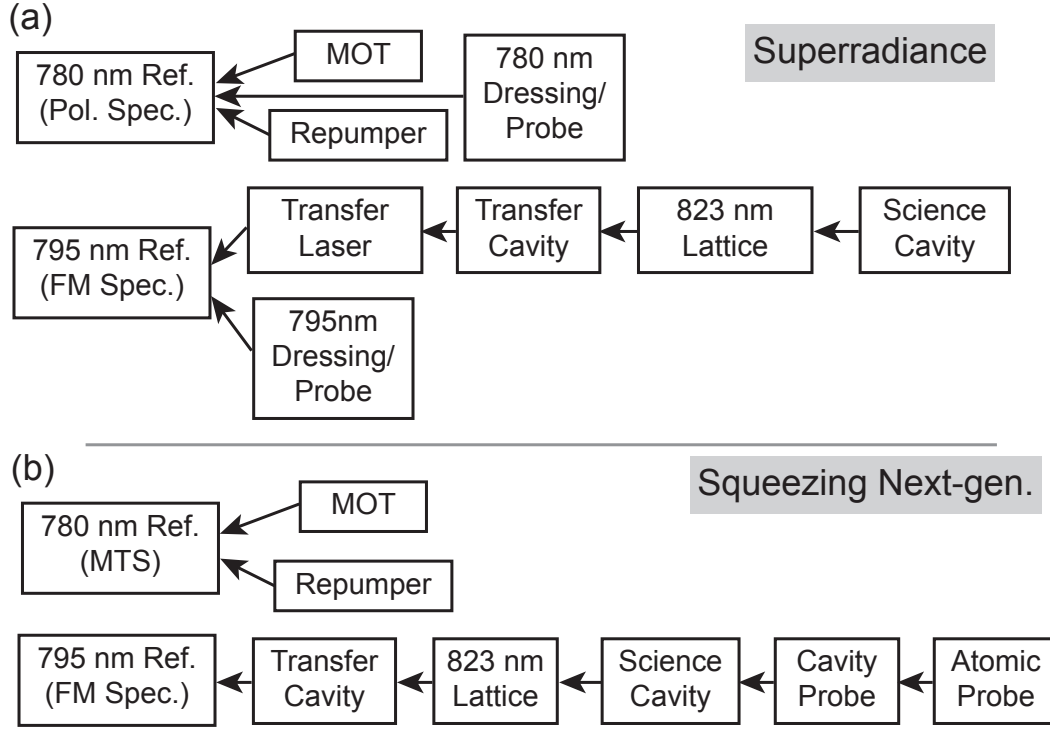 (a)
Superradiance
780 nm Ref.
(Pol. Spec.)
MOT
Repumper
780 nm
Dressing/
Probe
795 nm Ref.
(FM Spec.)
Transfer
Laser
Transfer
Cavity
823 nm
Lattice
Science
Cavity
795nm
Dressing/
Probe
(b)
Squeezing Next-gen.
780 nm Ref.
(MTS)
MOT
Repumper
795 nm Ref.
(FM Spec.)
Transfer
Cavity
823 nm
Lattice
Science
Cavity
Cavity
Probe
Atomic
Probe